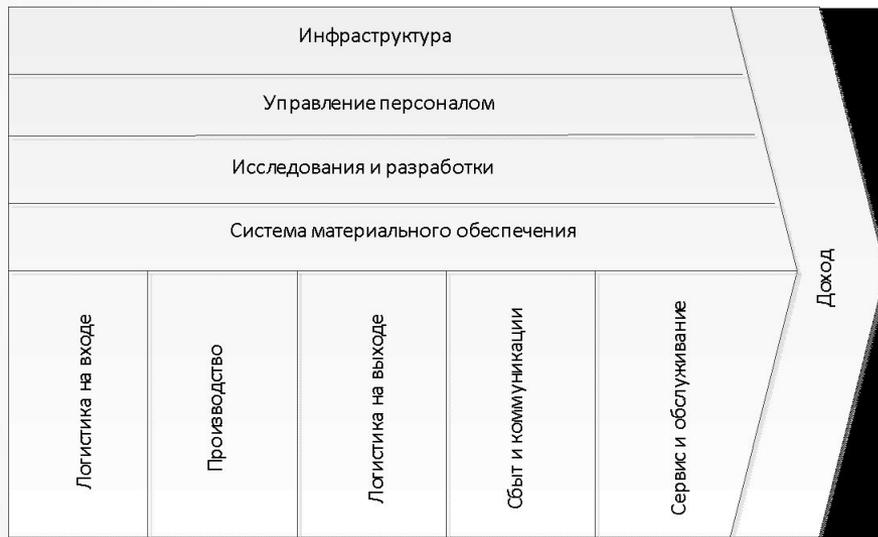 Инфраструктура
Управление персоналом
Исследования и разработки
Система материального обеспечения
Логистика на входе
Производство
Логистика на выходе
Сбыт и коммуникации
Сервис и обслуживание
Доход